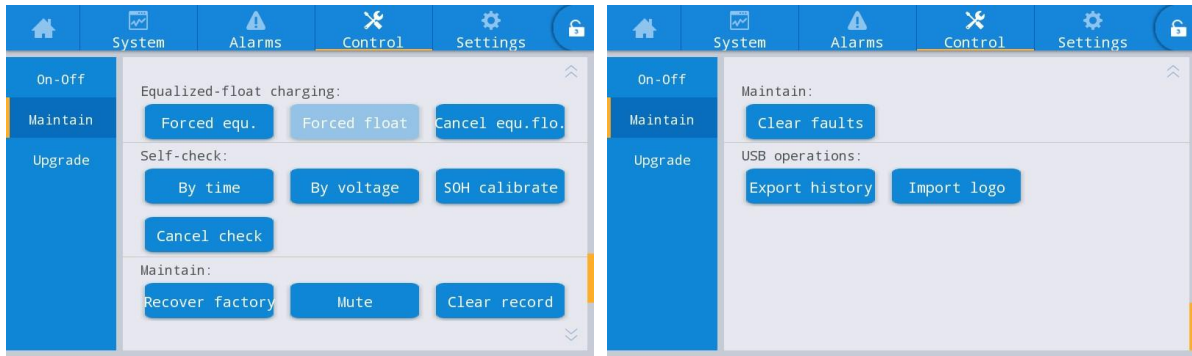 System Alarms Control Settings
On-Off
Maintain
Upgrade
Equalized-float charging:
Forced equ. Forced float Cancel equ.flo.
Self-check:
By time By voltage SOH calibrate
Cancel check
Maintain:
Recover factory Mute Clear record
System Alarms Control Settings
On-Off
Maintain
Upgrade
Maintain:
Clear faults
USB operations:
Export history Import logo